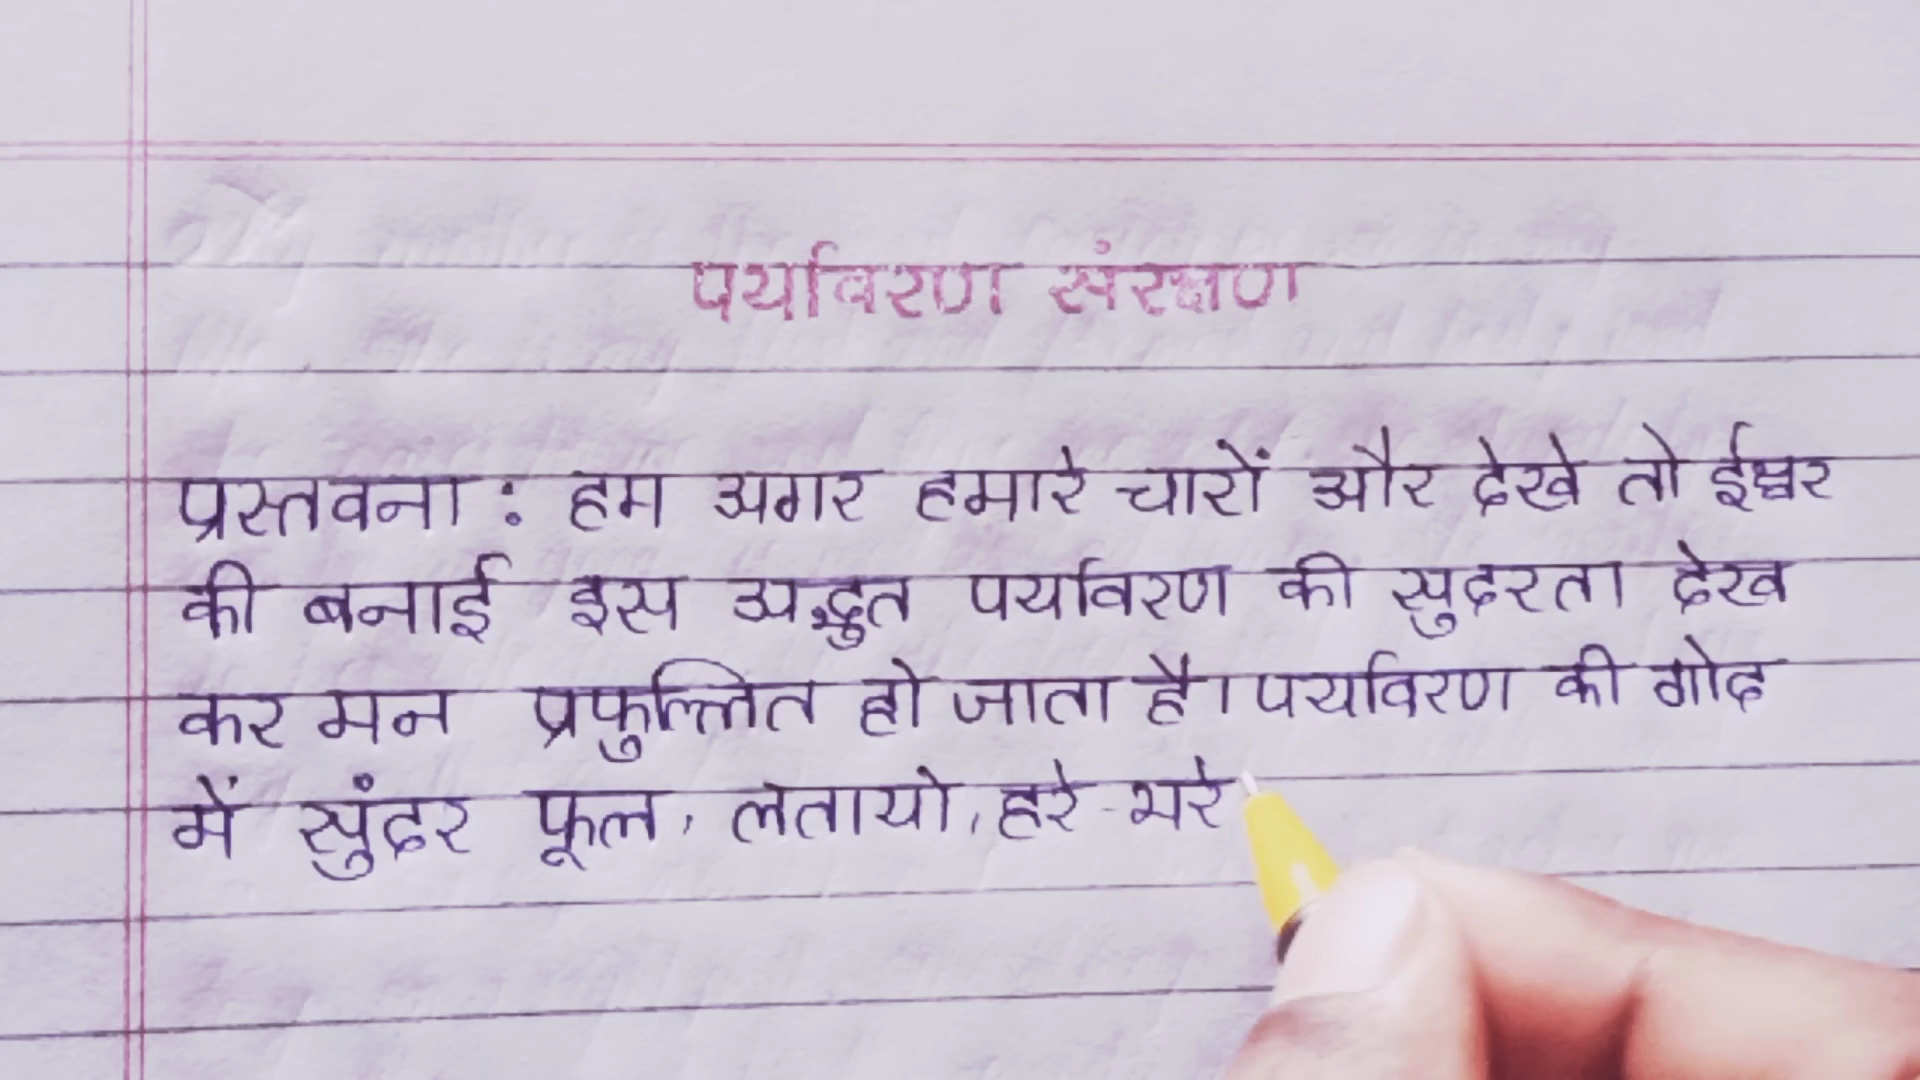 पर्यावरण संरक्षण
प्रस्तवना : हम अगर हमारे चारों और देखे तो ईश्वर
की बनाई इस अद्भुत पर्यावरण की सुदरता देख
कर मन प्रफुल्लित हो जाता है। पर्यावरण की गोद
में सुंदर फूल, लतायो, हरे-भरे